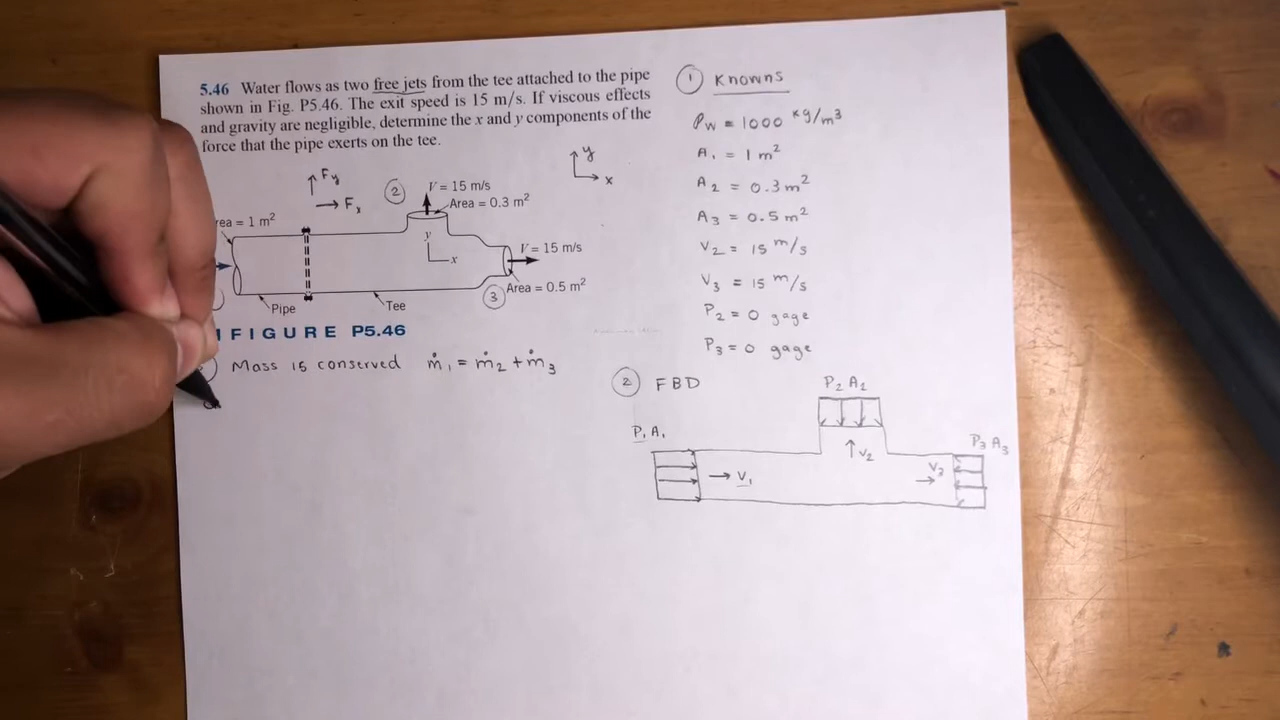 5.46 Water flows as two free jets from the tee attached to the pipe
shown in Fig. P5.46. The exit speed is 15 m/s. If viscous effects
and gravity are negligible, determine the x and y components of the
force that the pipe exerts on the tee.
y
x
Fy
Fx
2
V = 15 m/s
Area = 0.3 m²
rea = 1 m²
y
x
V = 15 m/s
Area = 0.5 m²
3
Pipe
Tee
FIGURE P5.46
Mass is conserved ṁ₁ = ṁ₂ + ṁ₃
1 Knowns
ρw = 1000 kg/m³
A₁ = 1 m²
A₂ = 0.3 m²
A₃ = 0.5 m²
V₂ = 15 m/s
V₃ = 15 m/s
P₂ = 0 gage
P₃ = 0 gage
2 FBD
P₂ A₂
P₁ A₁
P₃ A₃
V₁
V₂
V₃